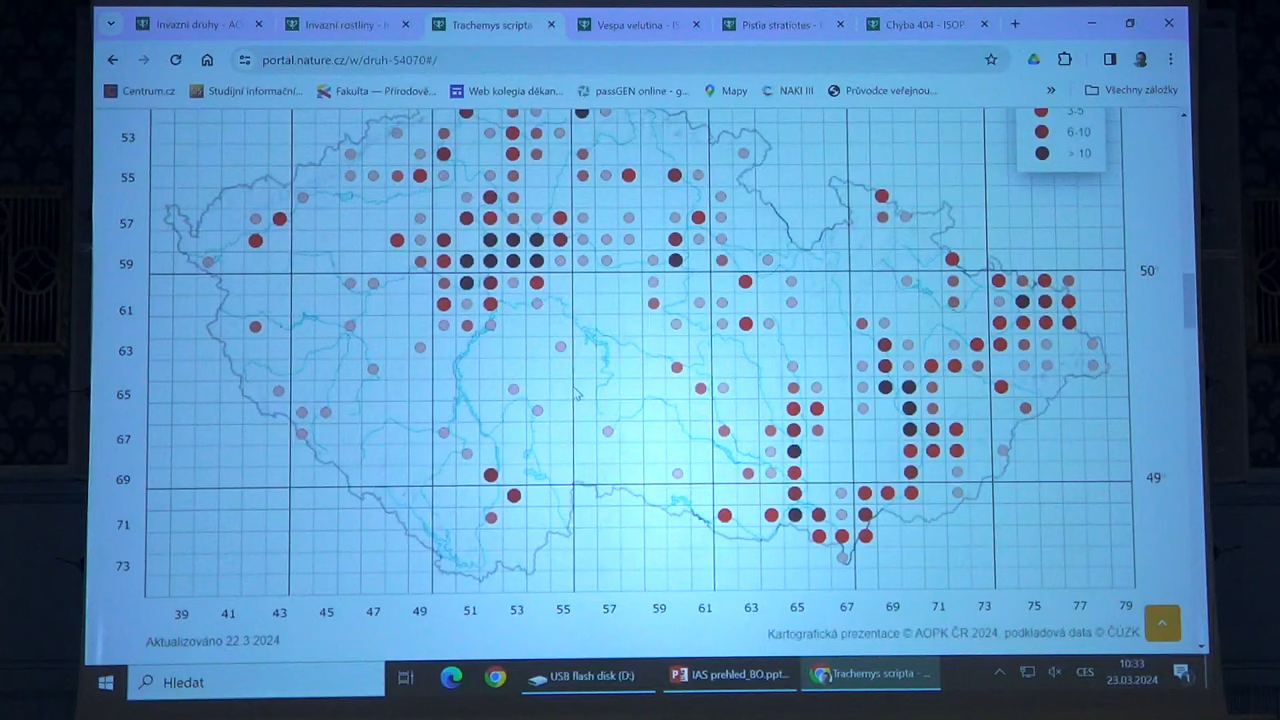 Invazní druhy - AO
Invazní rostliny - I
Trachemys scripta
Vespa velutina - IS
Pistia stratiotes - I
Chyba 404 - ISOP
portal.nature.cz/w/druh-54070#/
Centrum.cz
Studijní informační...
Fakulta — Přírodově...
Web kolegia děkan...
passGEN online - g...
Mapy
NAKI III
Průvodce veřejnou...
»
Všechny záložky
3-5
6-10
> 10
53
55
57
59
61
63
65
67
69
71
73
50°
49°
39 41 43 45 47 49 51 53 55 57 59 61 63 65 67 69 71 73 75 77 79
Aktualizováno 22.3.2024
Kartografická prezentace © AOPK ČR 2024, podkladová data © ČÚZK
Hledat
USB flash disk (D:)
IAS prehled_BO.ppt...
Trachemys scripta - ...
CES
10:33
23.03.2024